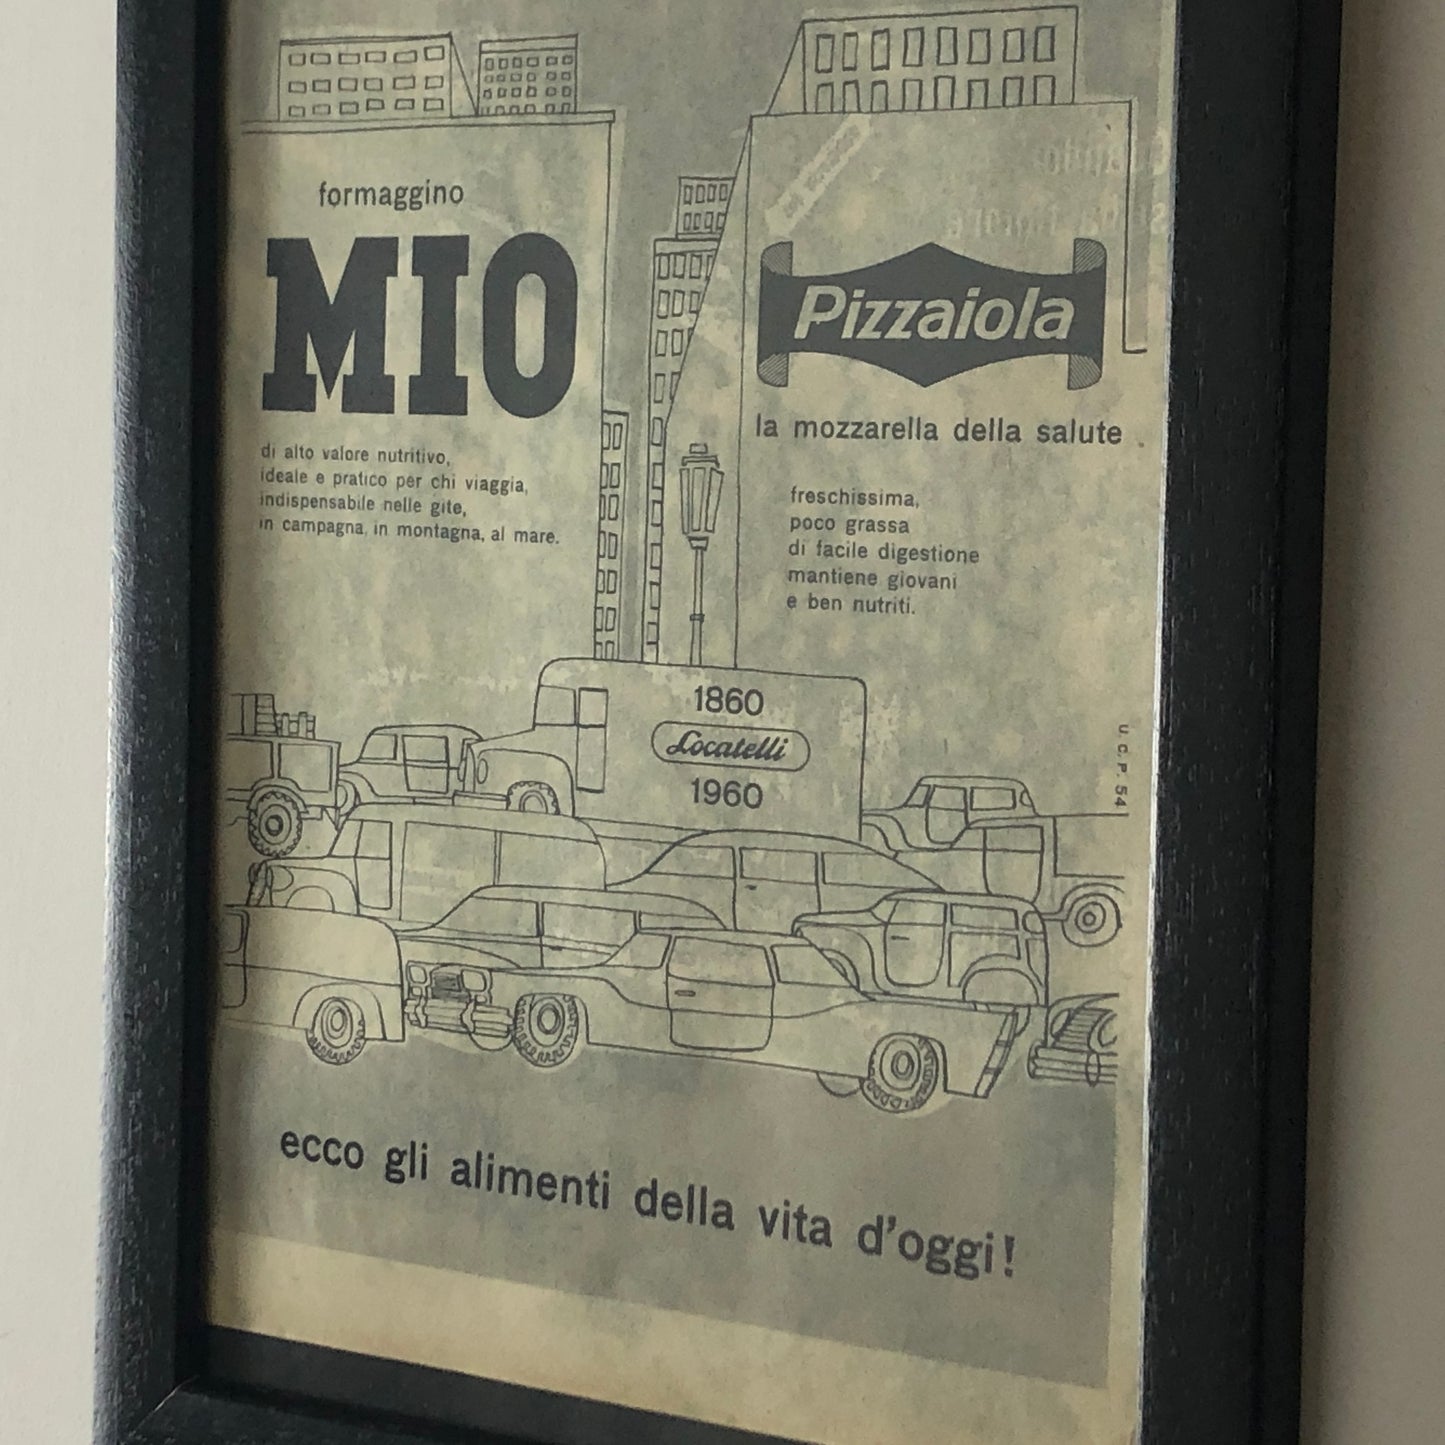 formaggino
MIO
di alto valore nutritivo,
ideale e pratico per chi viaggia,
indispensabile nelle gite,
in campagna, in montagna, al mare.
Pizzaiola
la mozzarella della salute
freschissima,
poco grassa
di facile digestione
mantiene giovani
e ben nutriti.
1860
Locatelli
1960
U.C.P. 54
ecco gli alimenti della vita d'oggi!